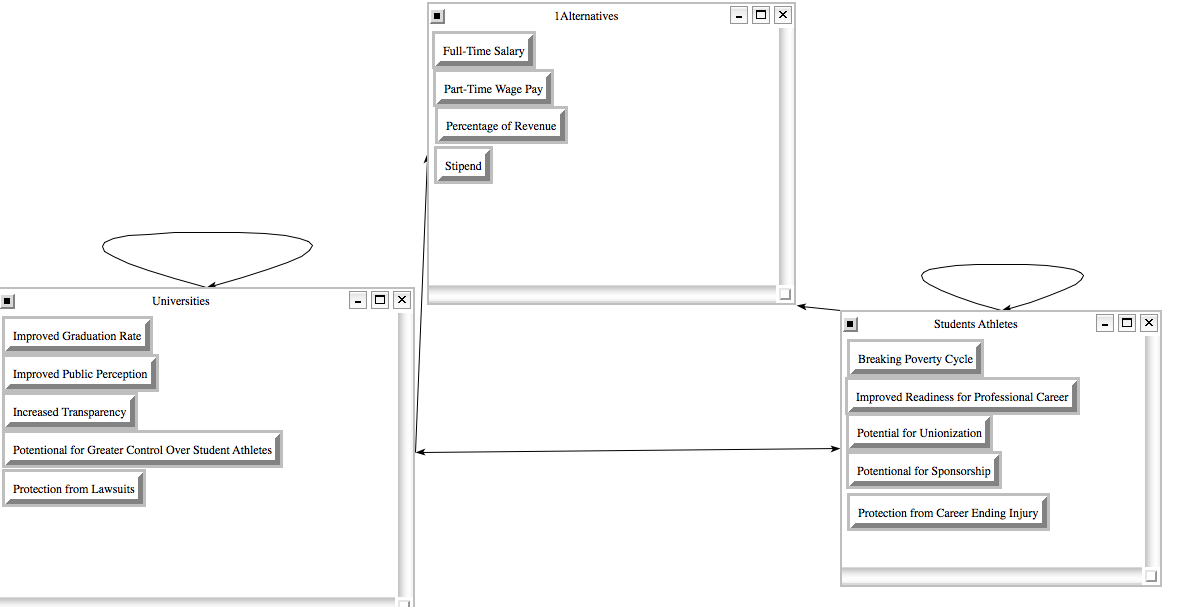 1Alternatives
Full-Time Salary
Part-Time Wage Pay
Percentage of Revenue
Stipend
Universities
Improved Graduation Rate
Improved Public Perception
Increased Transparency
Potentional for Greater Control Over Student Athletes
Protection from Lawsuits
Students Athletes
Breaking Poverty Cycle
Improved Readiness for Professional Career
Potential for Unionization
Potentional for Sponsorship
Protection from Career Ending Injury